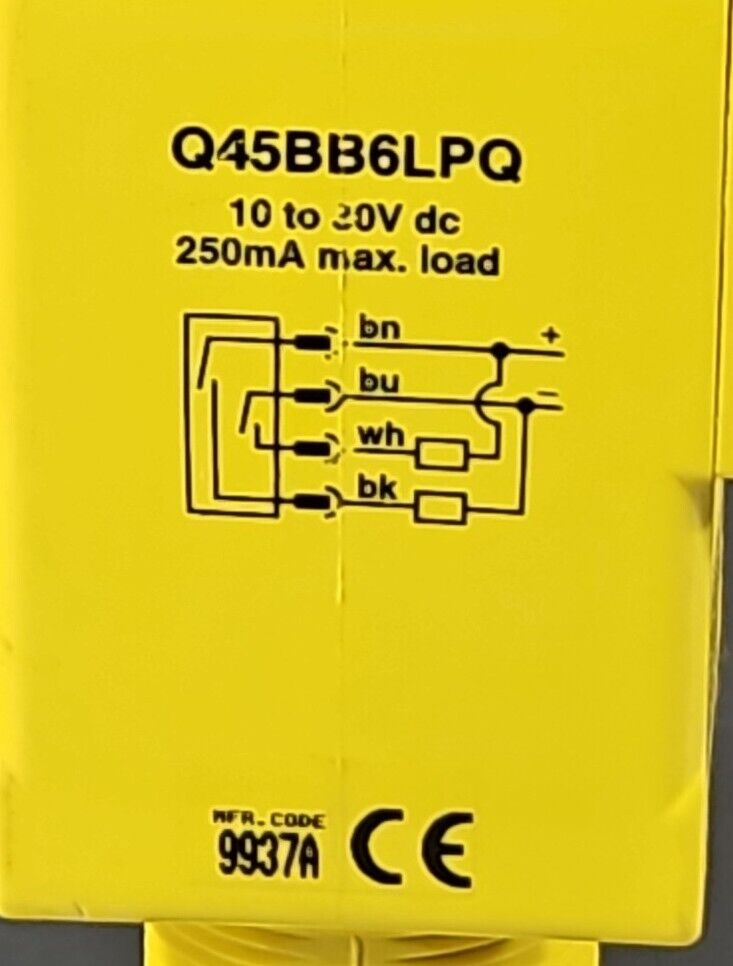 Q45BB6LPQ
10 to 30V dc
250mA max. load
bn +
bu −
wh
bk
MFR. CODE
9937A CE